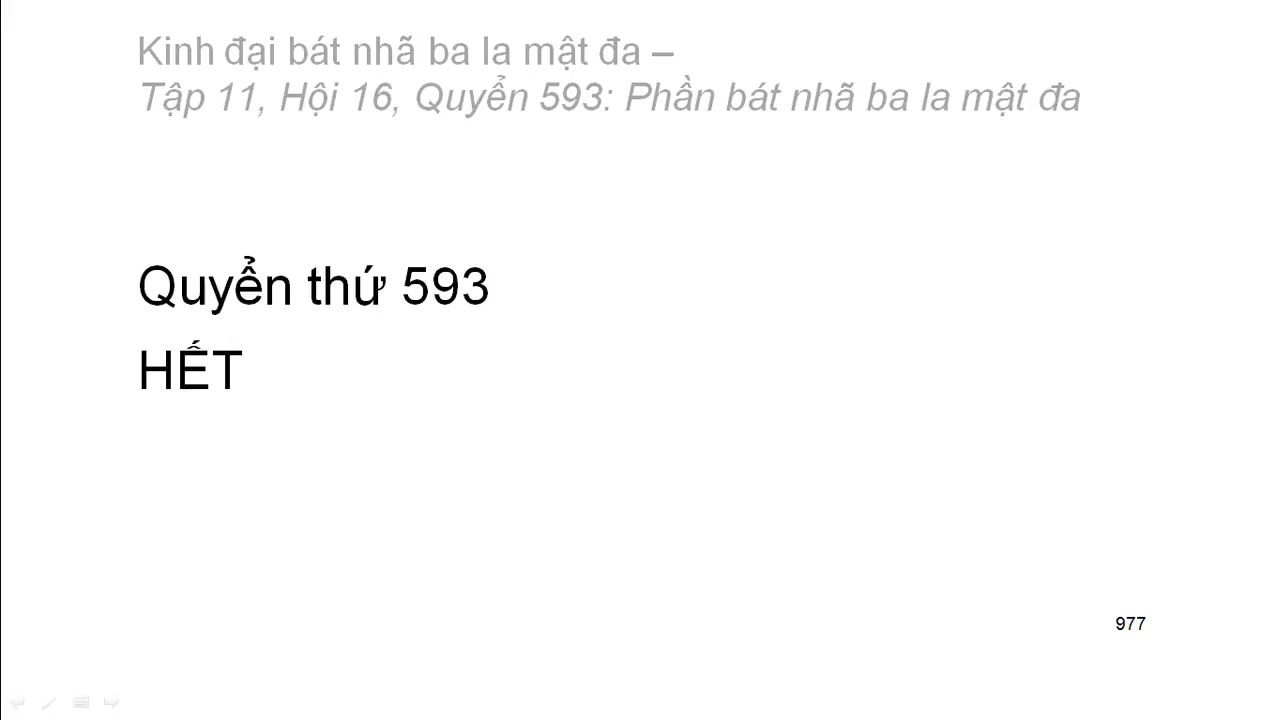 Kinh đại bát nhã ba la mật đa –
Tập 11, Hội 16, Quyển 593: Phần bát nhã ba la mật đa
Quyển thứ 593
HẾT
977